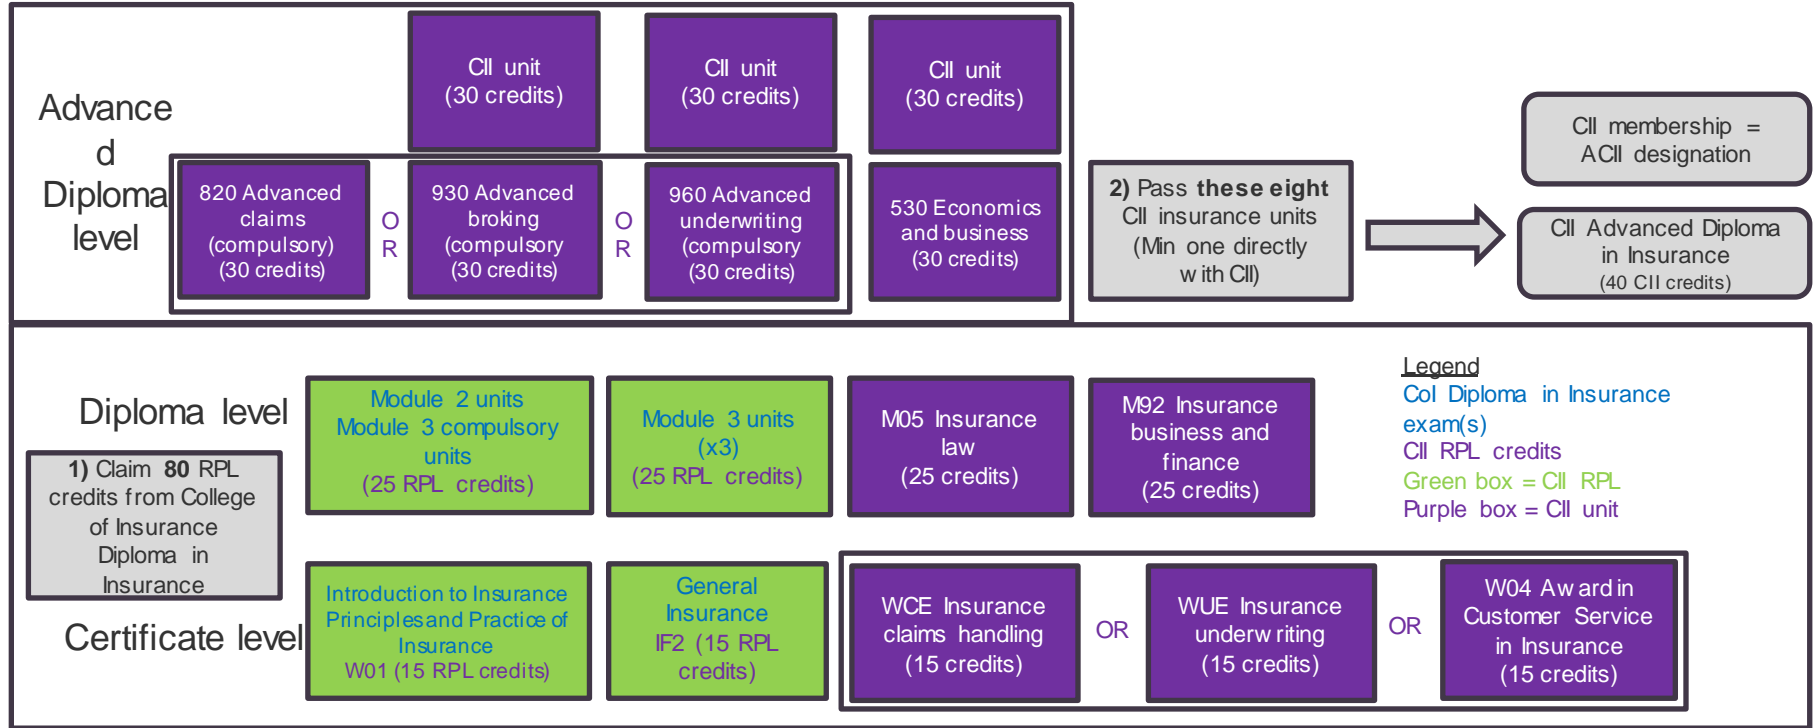 CII unit
(30 credits)
CII unit
(30 credits)
CII unit
(30 credits)
Advance
d
Diploma
level
820 Advanced
claims
(compulsory)
(30 credits)
O
R
930 Advanced
broking
(compulsory
(30 credits)
O
R
960 Advanced
underwriting
(compulsory
(30 credits)
530 Economics
and business
(30 credits)
2) Pass these eight
CII insurance units
(Min one directly
with CII)
CII membership =
ACII designation
CII Advanced Diploma
in Insurance
(40 CII credits)
Diploma level
Module 2 units
Module 3 compulsory
units
(25 RPL credits)
Module 3 units
(x3)
(25 RPL credits)
M05 Insurance
law
(25 credits)
M92 Insurance
business and
finance
(25 credits)
Legend
CoI Diploma in Insurance
exam(s)
CII RPL credits
Green box = CII RPL
Purple box = CII unit
1) Claim 80 RPL
credits from College
of Insurance
Diploma in
Insurance
Certificate level
Introduction to Insurance
Principles and Practice of
Insurance
W01 (15 RPL credits)
General
Insurance
IF2 (15 RPL
credits)
WCE Insurance
claims handling
(15 credits)
OR
WUE Insurance
underwriting
(15 credits)
OR
W04 Award in
Customer Service
in Insurance
(15 credits)